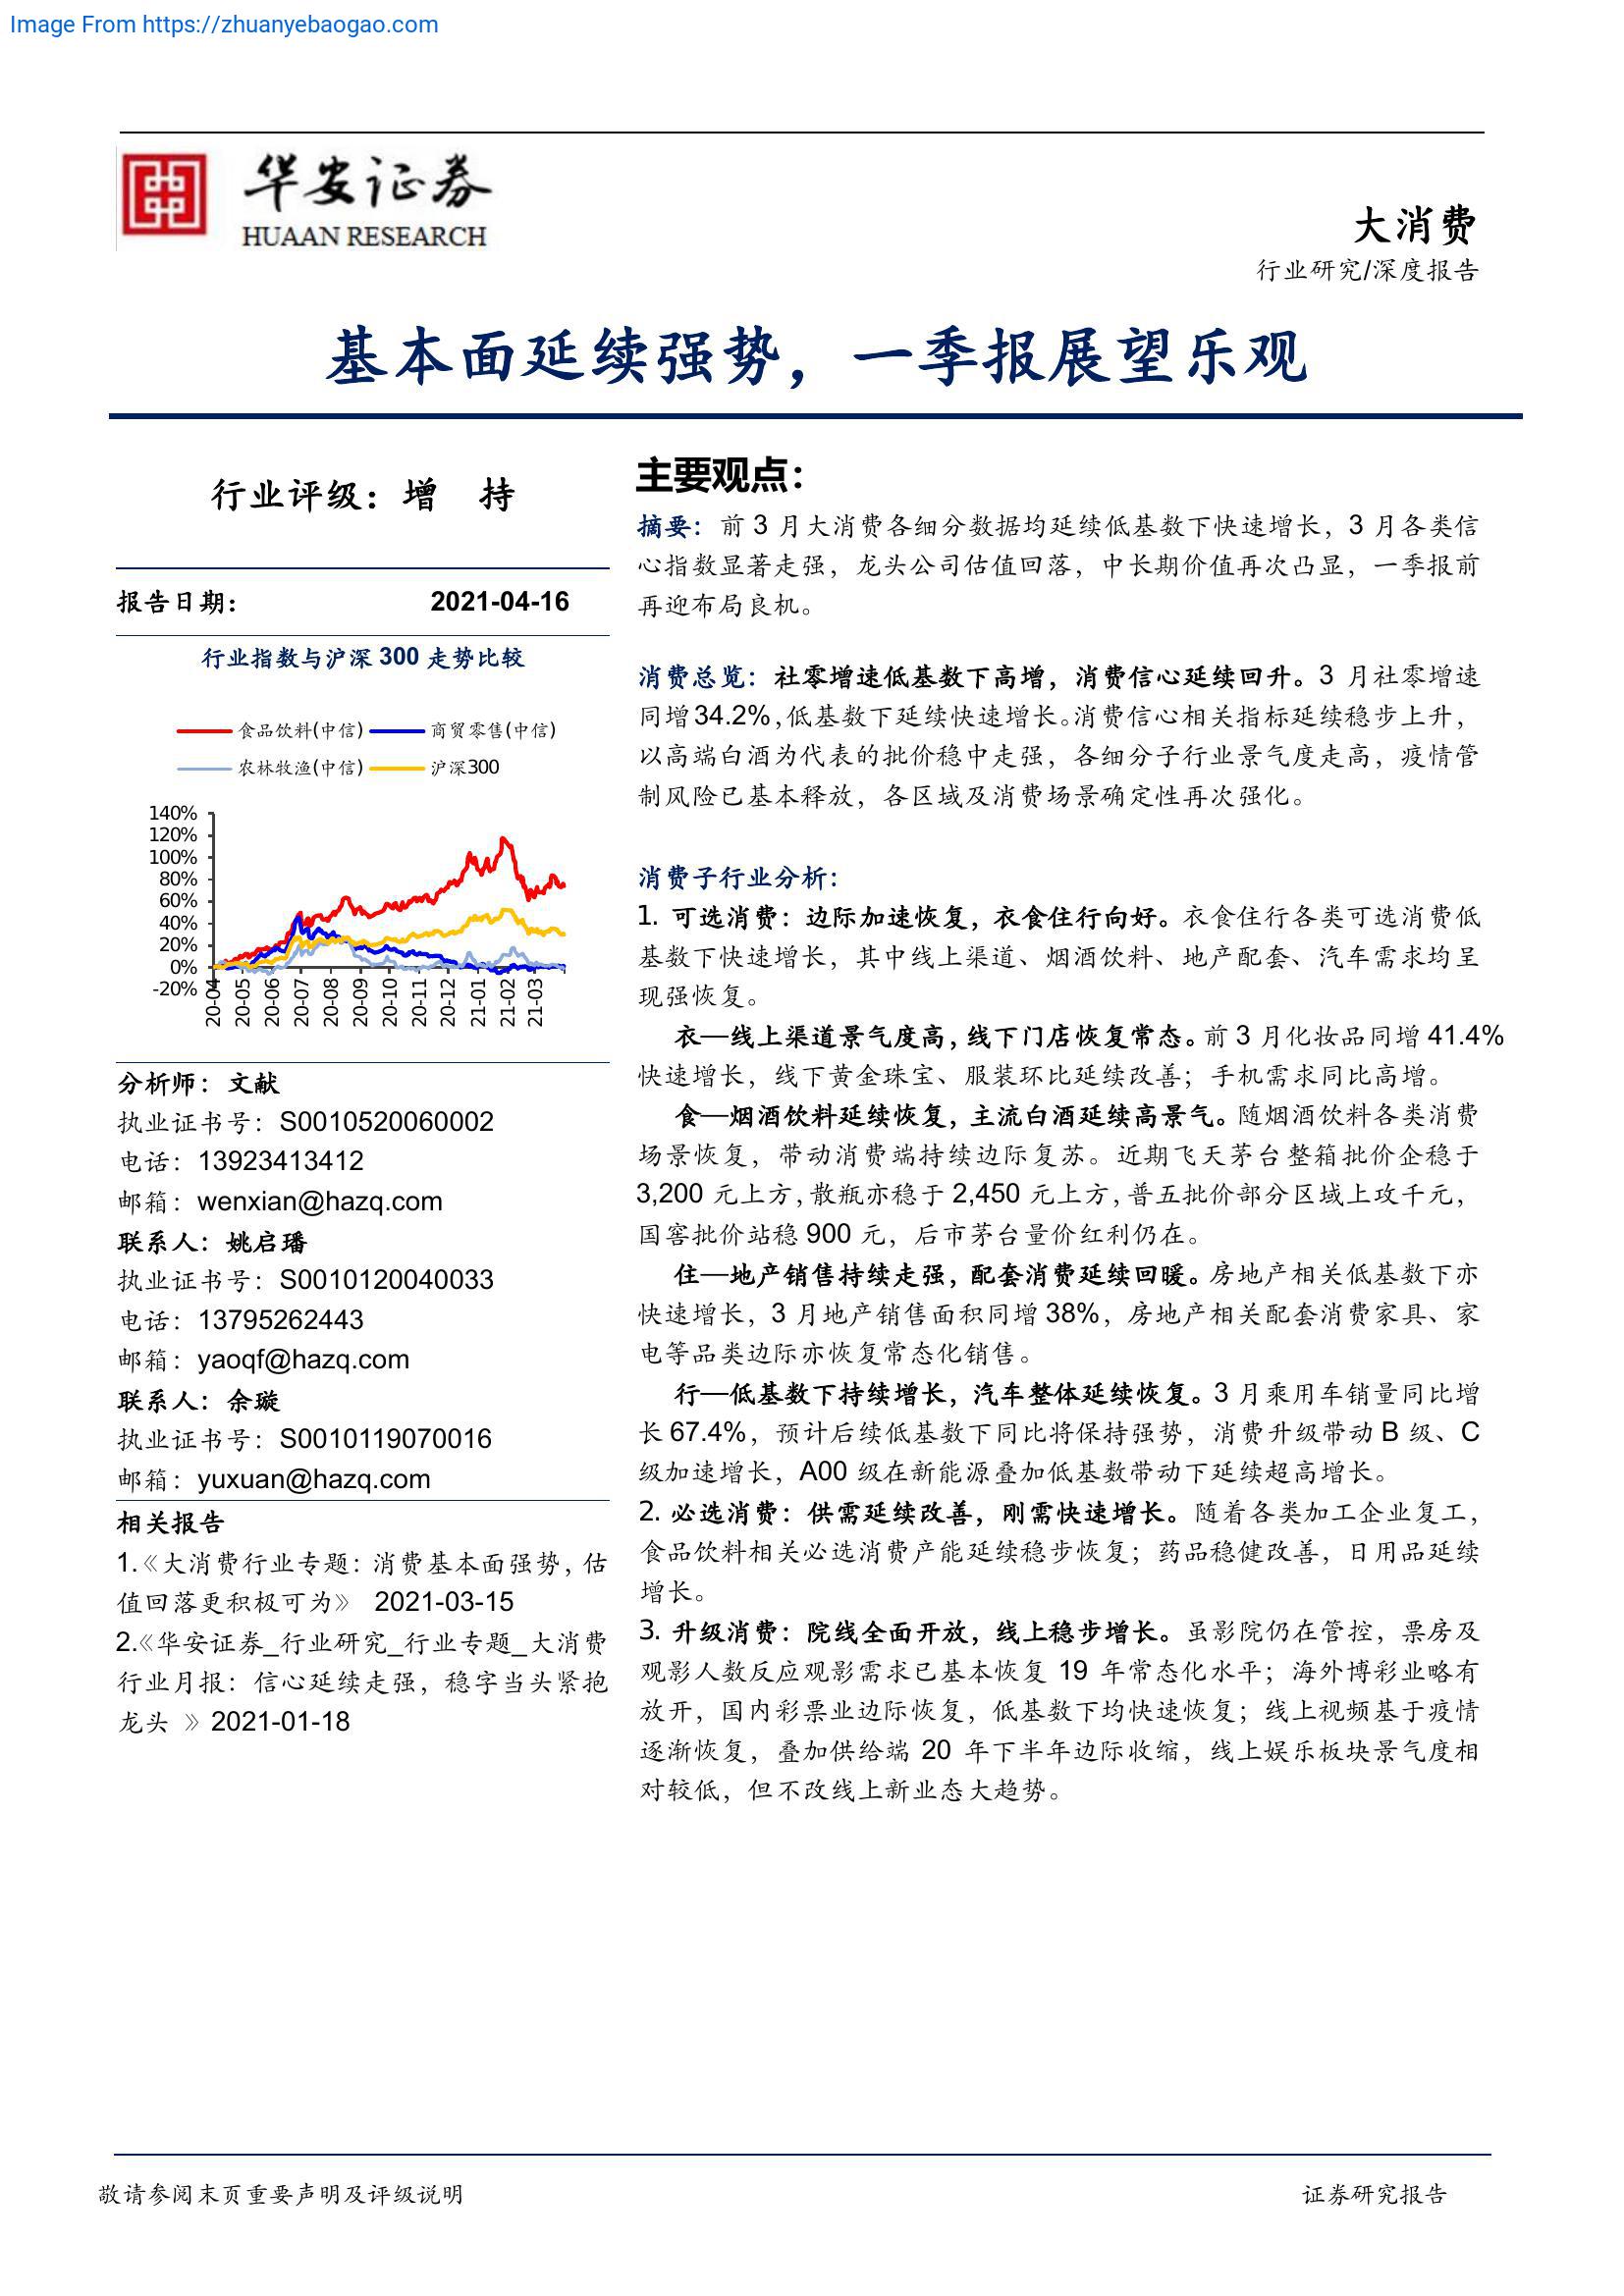 Image From https://zhuanyebaogao.com
华安证券
HUAAN RESEARCH
大消费
行业研究/深度报告
基本面延续强势，一季报展望乐观
行业评级：增 持
报告日期： 2021-04-16
行业指数与沪深 300 走势比较
食品饮料(中信) 商贸零售(中信)
农林牧渔(中信) 沪深300
140%
120%
100%
80%
60%
40%
20%
0%
-20%
20-04 20-05 20-06 20-07 20-08 20-09 20-10 20-11 20-12 21-01 21-02 21-03
分析师：文献
执业证书号：S0010520060002
电话：13923413412
邮箱：wenxian@hazq.com
联系人：姚启璠
执业证书号：S0010120040033
电话：13795262443
邮箱：yaoqf@hazq.com
联系人：余璇
执业证书号：S0010119070016
邮箱：yuxuan@hazq.com
相关报告
1.《大消费行业专题：消费基本面强势，估
值回落更积极可为》 2021-03-15
2.《华安证券_行业研究_行业专题_大消费
行业月报：信心延续走强，稳字当头紧抱
龙头 》2021-01-18
主要观点：
摘要：前 3 月大消费各细分数据均延续低基数下快速增长，3 月各类信
心指数显著走强，龙头公司估值回落，中长期价值再次凸显，一季报前
再迎布局良机。
消费总览：社零增速低基数下高增，消费信心延续回升。3 月社零增速
同增34.2%，低基数下延续快速增长。消费信心相关指标延续稳步上升，
以高端白酒为代表的批价稳中走强，各细分子行业景气度走高，疫情管
制风险已基本释放，各区域及消费场景确定性再次强化。
消费子行业分析：
1. 可选消费：边际加速恢复，衣食住行向好。衣食住行各类可选消费低
基数下快速增长，其中线上渠道、烟酒饮料、地产配套、汽车需求均呈
现强恢复。
衣—线上渠道景气度高，线下门店恢复常态。前 3 月化妆品同增 41.4%
快速增长，线下黄金珠宝、服装环比延续改善；手机需求同比高增。
食—烟酒饮料延续恢复，主流白酒延续高景气。随烟酒饮料各类消费
场景恢复，带动消费端持续边际复苏。近期飞天茅台整箱批价企稳于
3,200 元上方，散瓶亦稳于 2,450 元上方，普五批价部分区域上攻千元，
国窖批价站稳 900 元，后市茅台量价红利仍在。
住—地产销售持续走强，配套消费延续回暖。房地产相关低基数下亦
快速增长，3 月地产销售面积同增 38%，房地产相关配套消费家具、家
电等品类边际亦恢复常态化销售。
行—低基数下持续增长，汽车整体延续恢复。3 月乘用车销量同比增
长 67.4%，预计后续低基数下同比将保持强势，消费升级带动 B 级、C
级加速增长，A00 级在新能源叠加低基数带动下延续超高增长。
2. 必选消费：供需延续改善，刚需快速增长。随着各类加工企业复工，
食品饮料相关必选消费产能延续稳步恢复；药品稳健改善，日用品延续
增长。
3. 升级消费：院线全面开放，线上稳步增长。虽影院仍在管控，票房及
观影人数反应观影需求已基本恢复 19 年常态化水平；海外博彩业略有
放开，国内彩票业边际恢复，低基数下均快速恢复；线上视频基于疫情
逐渐恢复，叠加供给端 20 年下半年边际收缩，线上娱乐板块景气度相
对较低，但不改线上新业态大趋势。
敬请参阅末页重要声明及评级说明 证券研究报告